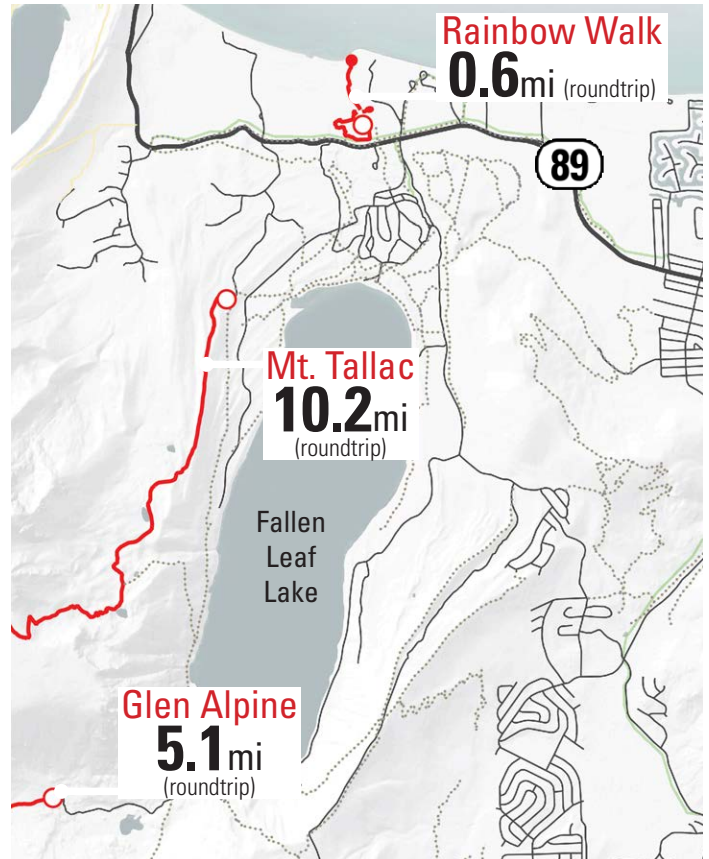 Rainbow Walk
0.6mi (roundtrip)
89
Mt. Tallac
10.2mi
(roundtrip)
Fallen
Leaf
Lake
Glen Alpine
5.1mi
(roundtrip)